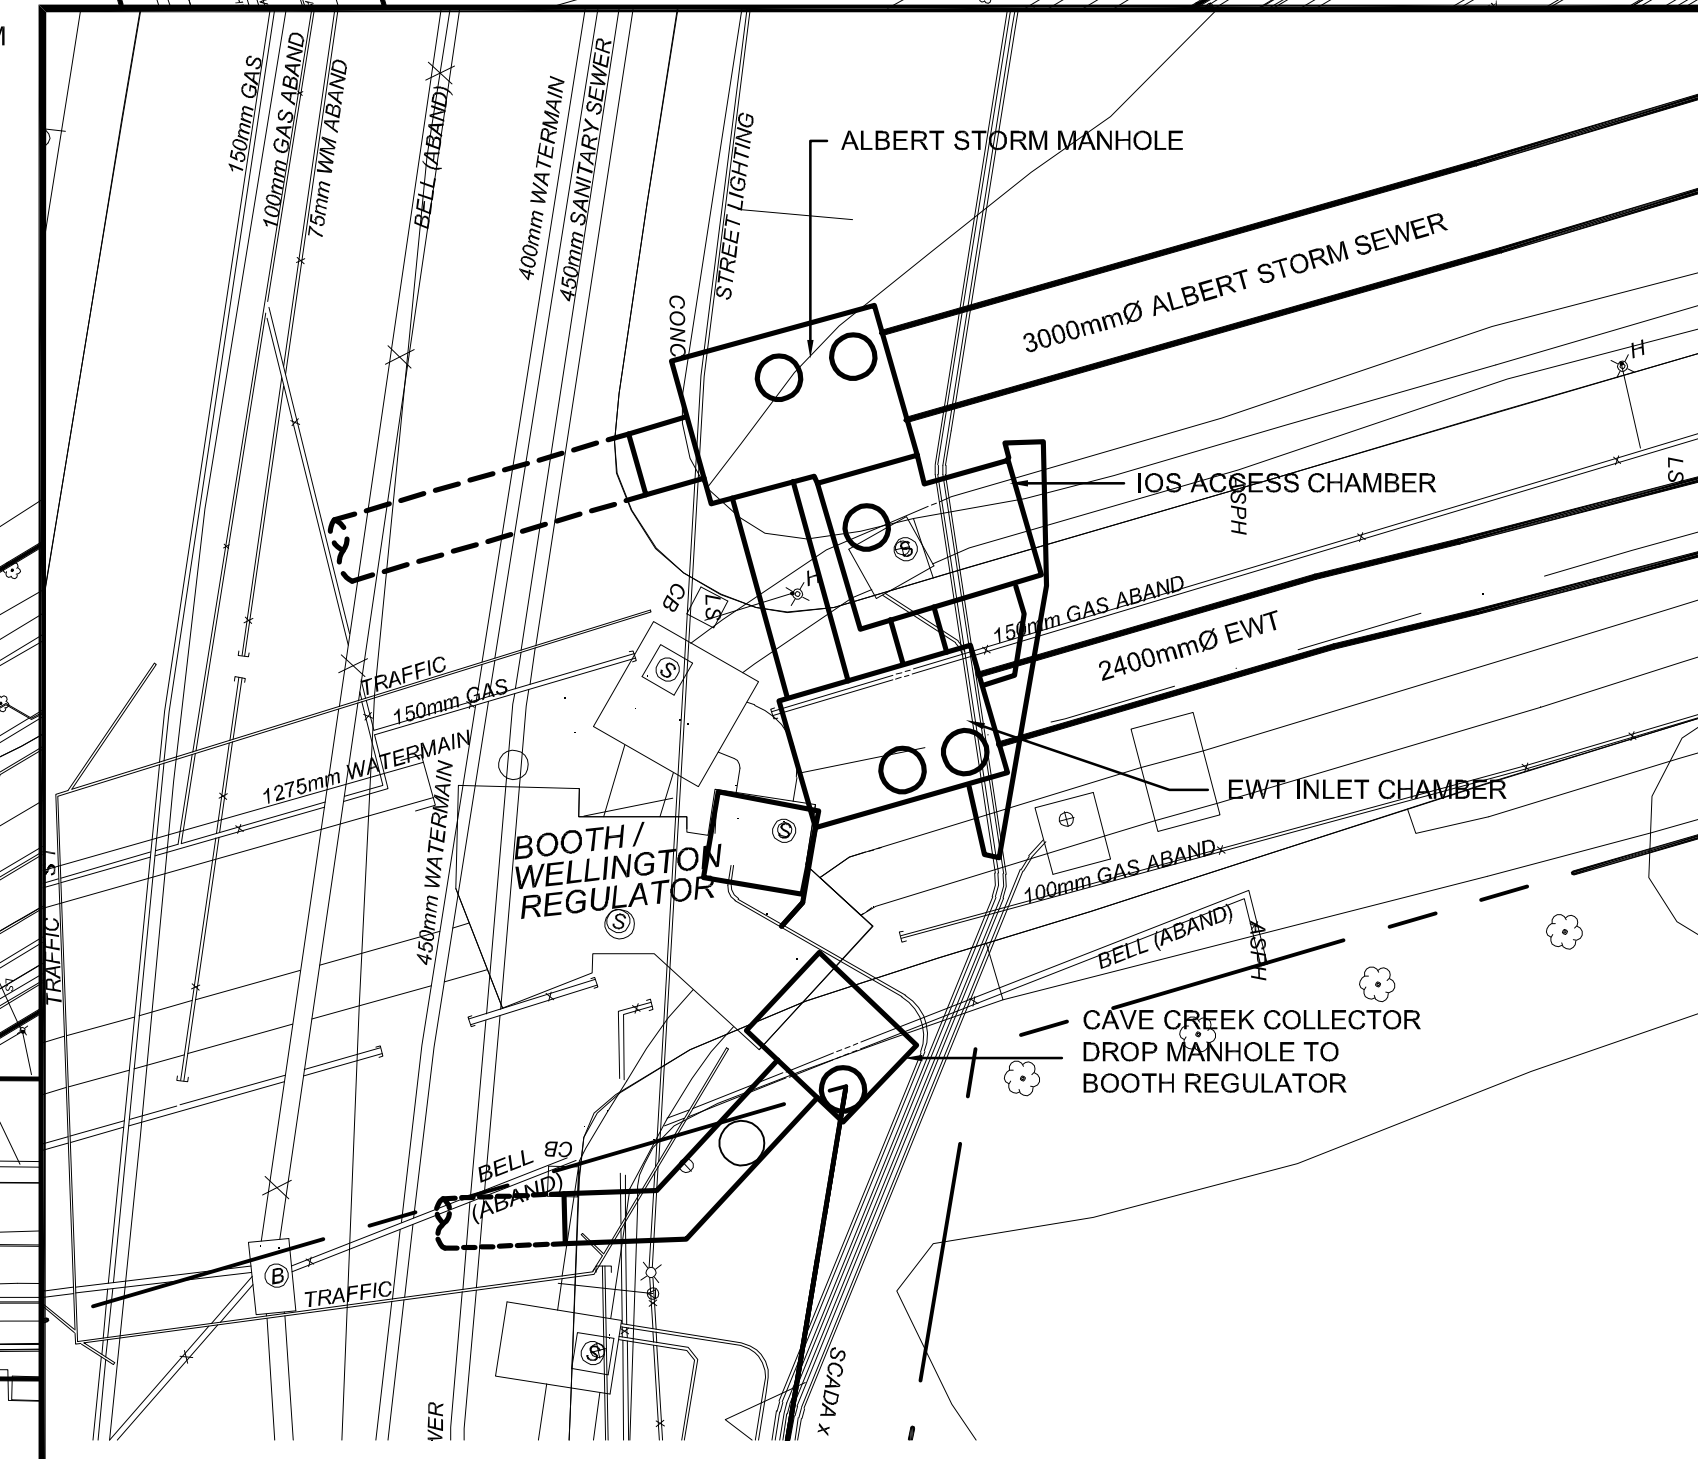 M
150mm GAS
100mm GAS ABAND
75mm WM ABAND
BELL (ABAND)
400mm WATERMAIN
450mm SANITARY SEWER
STREET LIGHTING
CONC
ALBERT STORM MANHOLE
3000mmØ ALBERT STORM SEWER
H
LS
IOS ACCESS CHAMBER
ASPH
S
H
CB
LS
150mm GAS ABAND
2400mmØ EWT
S
TRAFFIC
150mm GAS
1275mm WATERMAIN
450mm WATERMAIN
EWT INLET CHAMBER
BOOTH /
WELLINGTON
REGULATOR
S
S
100mm GAS ABAND
BELL (ABAND)
ASPH
TRAFFIC
ST
LS
CAVE CREEK COLLECTOR
DROP MANHOLE TO
BOOTH REGULATOR
BELL
(ABAND)
CB
B
TRAFFIC
S
SCADA
VER